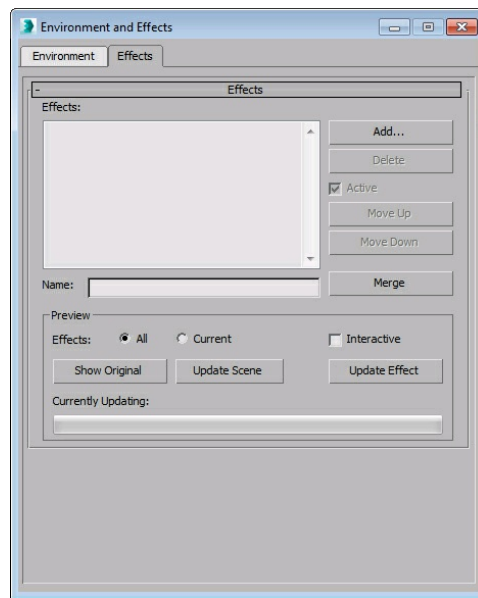 Environment and Effects
Environment Effects
- Effects
Effects:
Add...
Delete
Active
Move Up
Move Down
Name:
Merge
Preview
Effects: All Current Interactive
Show Original Update Scene Update Effect
Currently Updating: